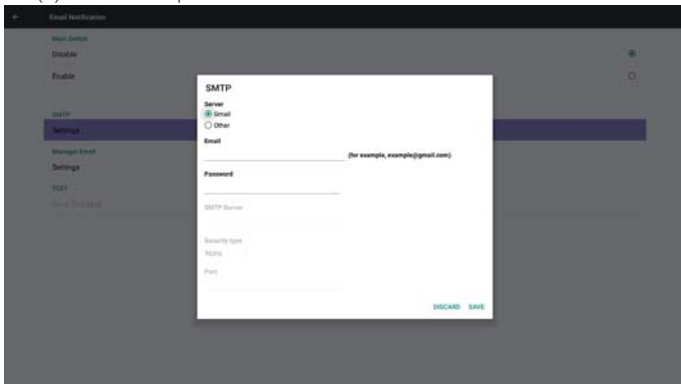 Email Notification
Main Switch
Disable
Enable
SMTP
Settings
Manager Email
Settings
TEST
SMTP
Server
Gmail
Other
Email
(for example, example@gmail.com)
Password
SMTP Server
Security type
None
Port
DISCARD SAVE